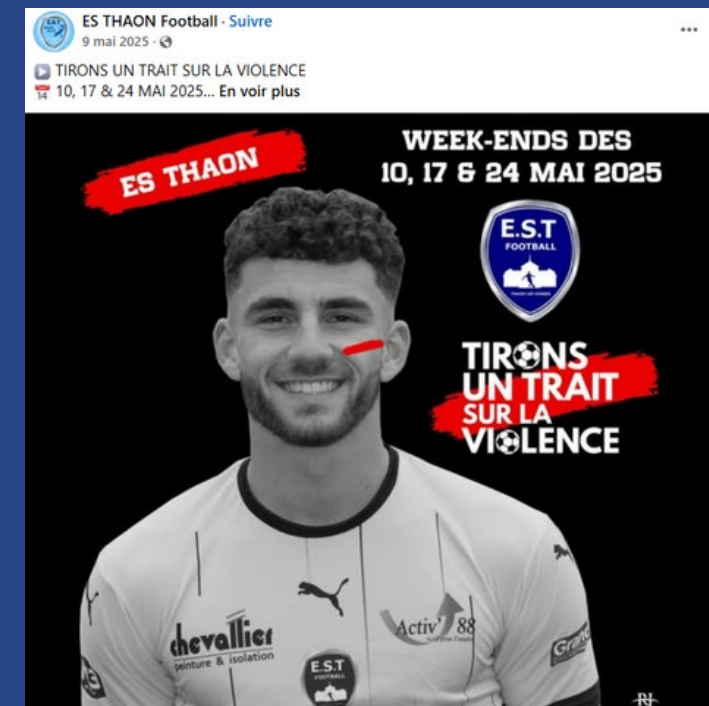 ES THAON Football · Suivre
9 mai 2025 ·
TIRONS UN TRAIT SUR LA VIOLENCE
10, 17 & 24 MAI 2025... En voir plus
ES THAON
WEEK-ENDS DES
10, 17 & 24 MAI 2025
E.S.T
FOOTBALL
TIRONS
UN TRAIT
SUR LA
VIOLENCE
chevallier
peinture & isolation
Activ' 88
E.S.T
FOOTBALL